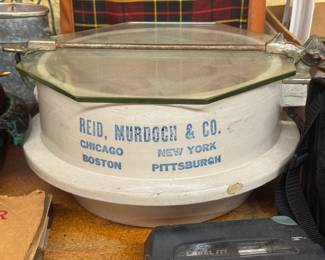 REID, MURDOCH & CO.
CHICAGO NEW YORK
BOSTON PITTSBURGH